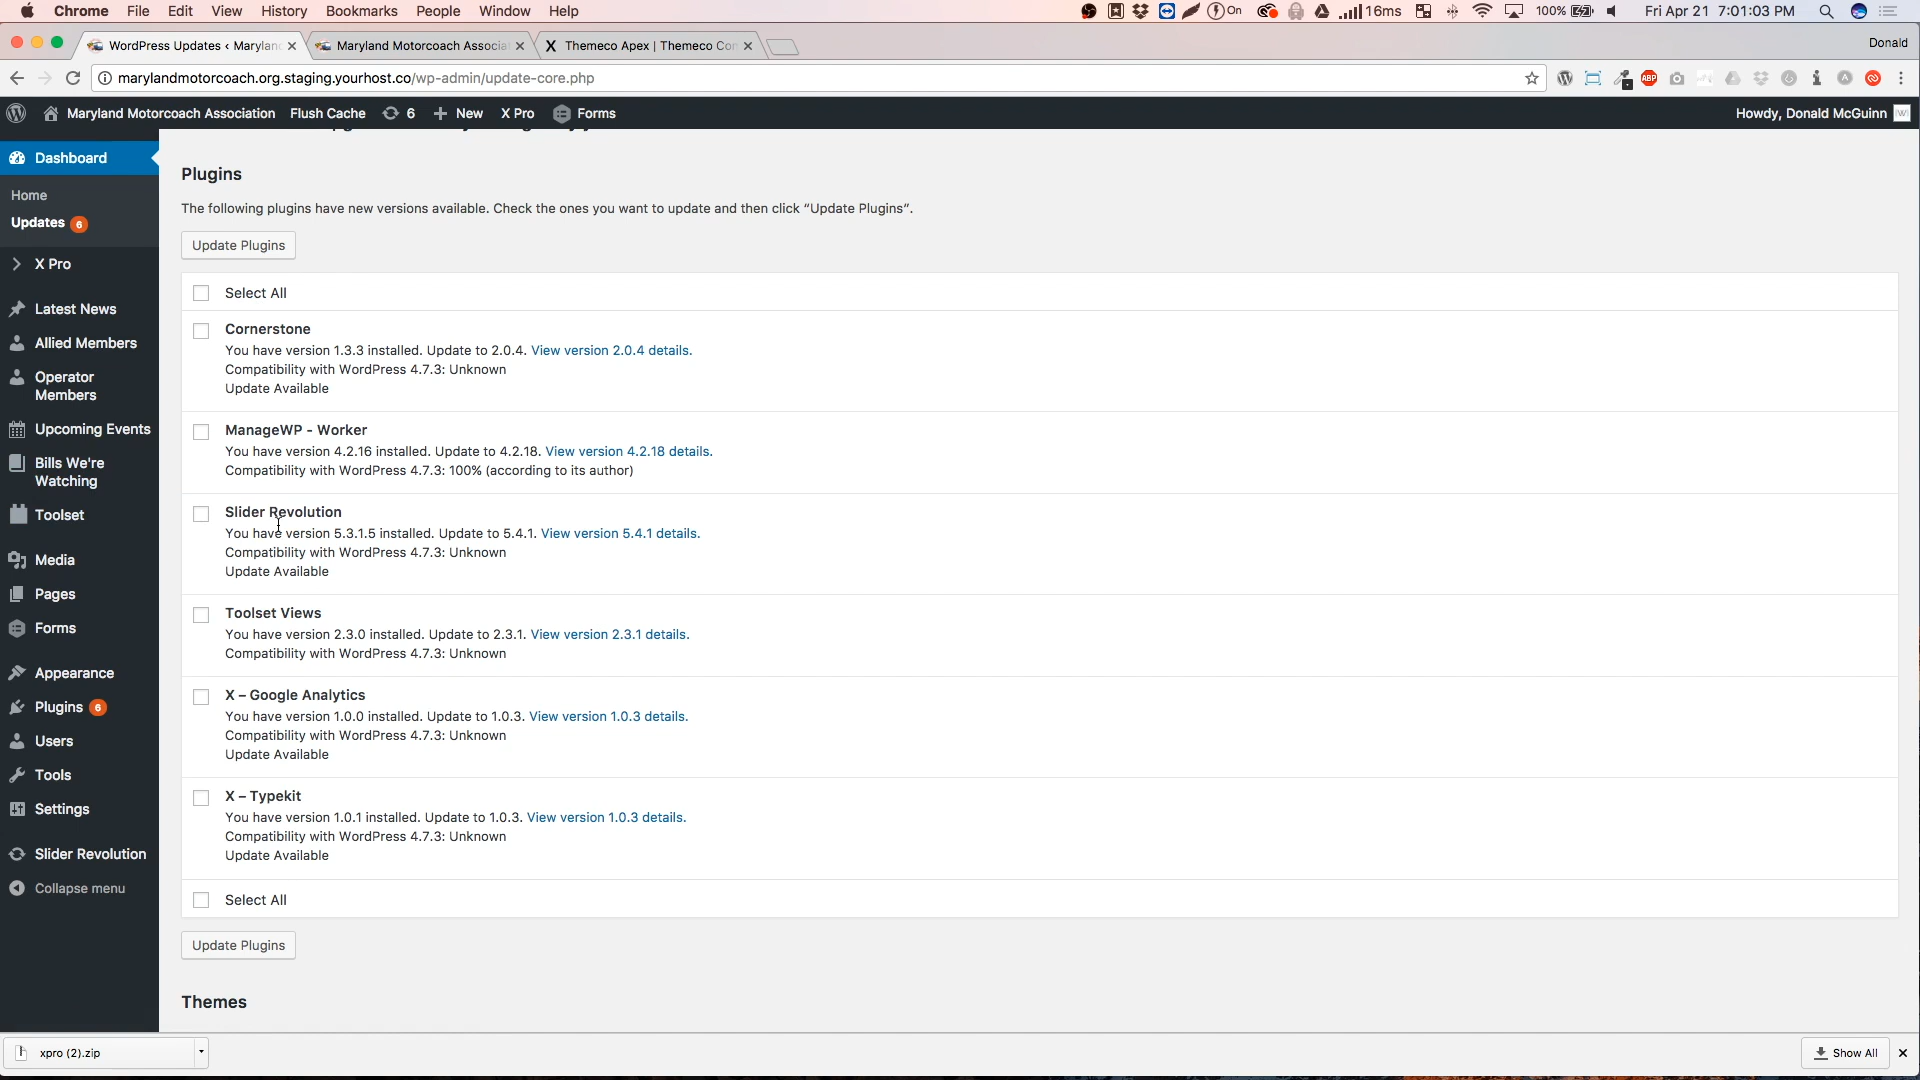 Chrome File Edit View History Bookmarks People Window Help
On 16ms 100% Fri Apr 21 7:01:03 PM
WordPress Updates ‹ Marylan Maryland Motorcoach Associat Themeco Apex | Themeco Com Donald
marylandmotorcoach.org.staging.yourhost.co/wp-admin/update-core.php
Maryland Motorcoach Association Flush Cache 6 New X Pro Forms Howdy, Donald McGuinn
Dashboard
Home
Updates 6
X Pro
Latest News
Allied Members
Operator
Members
Upcoming Events
Bills We're
Watching
Toolset
Media
Pages
Forms
Appearance
Plugins 6
Users
Tools
Settings
Slider Revolution
Collapse menu
Plugins
The following plugins have new versions available. Check the ones you want to update and then click “Update Plugins”.
Update Plugins
Select All
Cornerstone
You have version 1.3.3 installed. Update to 2.0.4. View version 2.0.4 details.
Compatibility with WordPress 4.7.3: Unknown
Update Available
ManageWP - Worker
You have version 4.2.16 installed. Update to 4.2.18. View version 4.2.18 details.
Compatibility with WordPress 4.7.3: 100% (according to its author)
Slider Revolution
You have version 5.3.1.5 installed. Update to 5.4.1. View version 5.4.1 details.
Compatibility with WordPress 4.7.3: Unknown
Update Available
Toolset Views
You have version 2.3.0 installed. Update to 2.3.1. View version 2.3.1 details.
Compatibility with WordPress 4.7.3: Unknown
X – Google Analytics
You have version 1.0.0 installed. Update to 1.0.3. View version 1.0.3 details.
Compatibility with WordPress 4.7.3: Unknown
Update Available
X – Typekit
You have version 1.0.1 installed. Update to 1.0.3. View version 1.0.3 details.
Compatibility with WordPress 4.7.3: Unknown
Update Available
Select All
Update Plugins
Themes
xpro (2).zip Show All